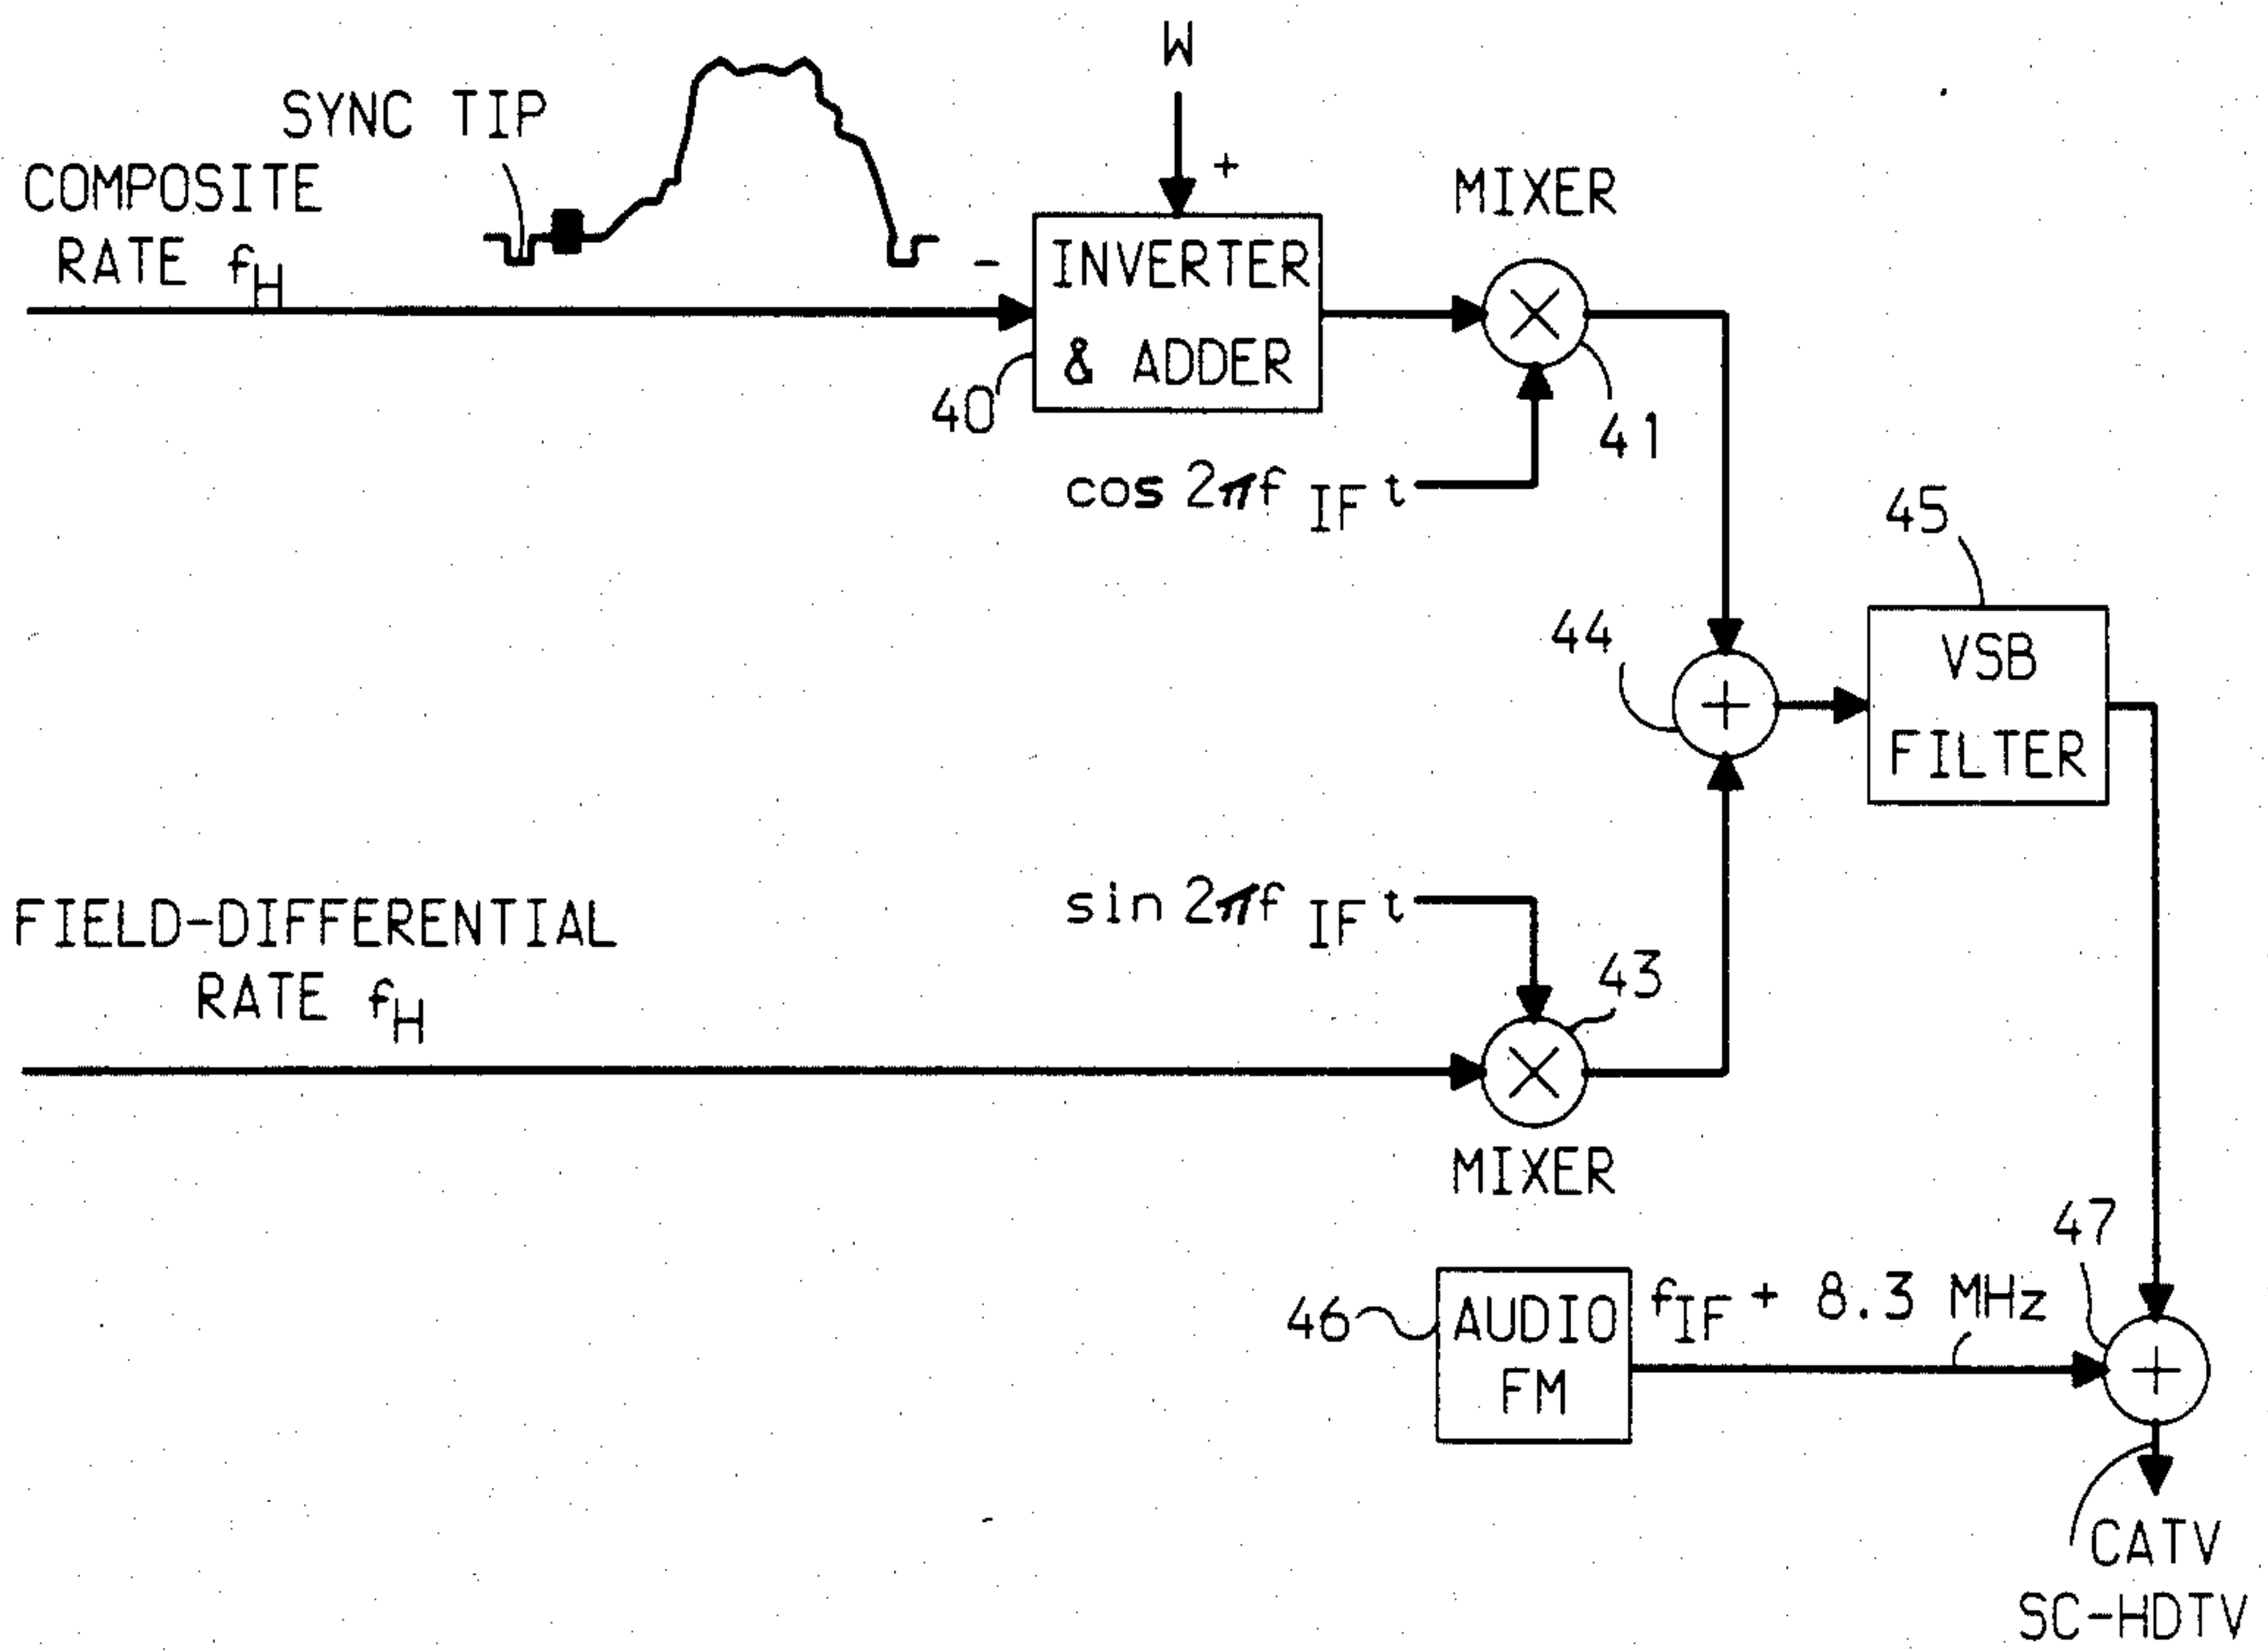 W
SYNC TIP
COMPOSITE
RATE fH
-
+
INVERTER
& ADDER
40
MIXER
41
cos 2πf IF t
45
44
VSB
FILTER
sin 2πf IF t
FIELD-DIFFERENTIAL
RATE fH
43
MIXER
47
46
AUDIO
FM
fIF + 8.3 MHz
CATV
SC-HDTV